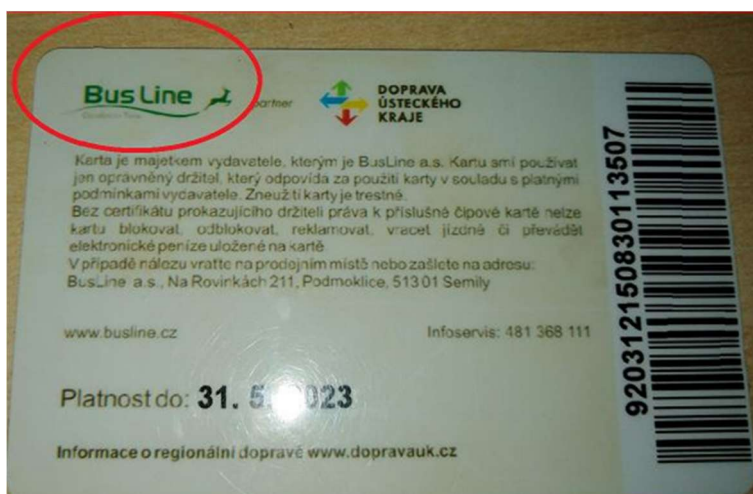 Bus Line
partner
DOPRAVA
ÚSTECKÉHO
KRAJE
Karta je majetkem vydavatele, kterým je BusLine a.s. Kartu smí používat
jen oprávněný držitel, který odpovídá za použití karty v souladu s platnými
podmínkami vydavatele. Zneužití karty je trestné.
Bez certifikátu prokazujícího držiteli práva k příslušné čipové kartě nelze
kartu blokovat, odblokovat, reklamovat, vracet jízdné či převádět
elektronické peníze uložené na kartě.
V případě nálezu vraťte na prodejním místě nebo zašlete na adresu:
BusLine a.s., Na Rovinkách 211, Podmoklice, 513 01 Semily
www.busline.cz
Infoservis: 481 368 111
Platnost do: 31. 5. 2023
Informace o regionální dopravě www.dopravauk.cz
920312150830113507